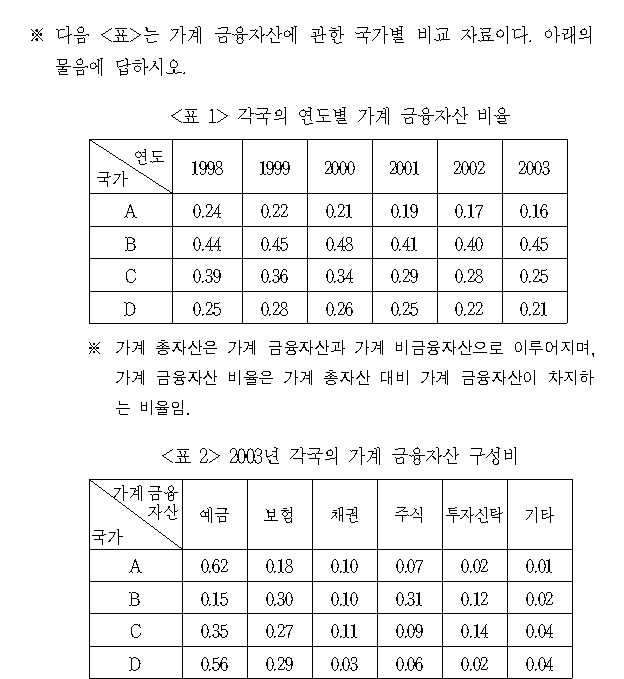 ※ 다음 <표>는 가계 금융자산에 관한 국가별 비교 자료이다. 아래의
물음에 답하시오.
<표 1> 각국의 연도별 가계 금융자산 비율
연도
국가 1998 1999 2000 2001 2002 2003
A 0.24 0.22 0.21 0.19 0.17 0.16
B 0.44 0.45 0.48 0.41 0.40 0.45
C 0.39 0.36 0.34 0.29 0.28 0.25
D 0.25 0.28 0.26 0.25 0.22 0.21
※ 가계 총자산은 가계 금융자산과 가계 비금융자산으로 이루어지며,
가계 금융자산 비율은 가계 총자산 대비 가계 금융자산이 차지하
는 비율임.
<표 2> 2003년 각국의 가계 금융자산 구성비
가계 금융
자산 예금 보험 채권 주식 투자신탁 기타
국가
A 0.62 0.18 0.10 0.07 0.02 0.01
B 0.15 0.30 0.10 0.31 0.12 0.02
C 0.35 0.27 0.11 0.09 0.14 0.04
D 0.56 0.29 0.03 0.06 0.02 0.04